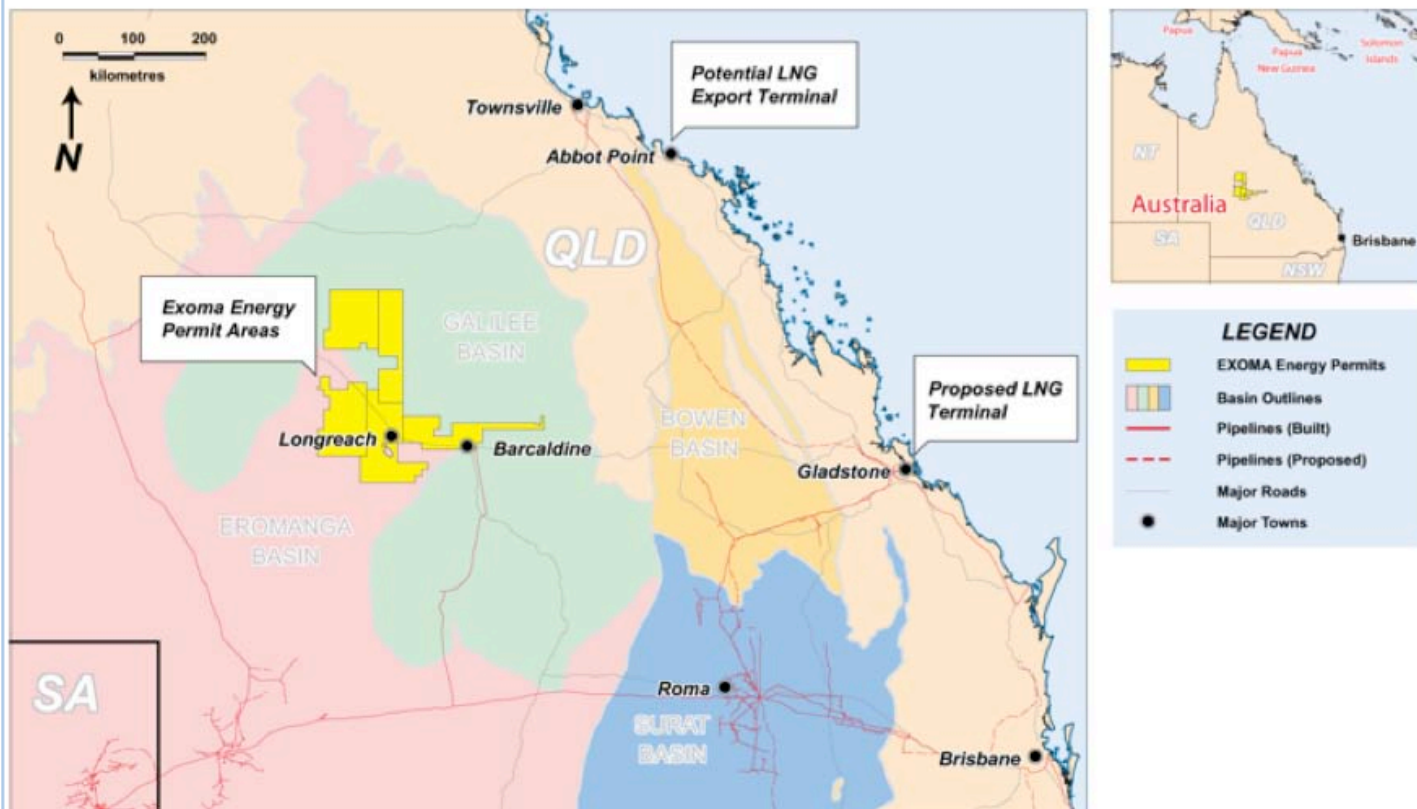 0 100 200
kilometres
N
Potential LNG
Export Terminal
Townsville
Abbot Point
QLD
Exoma Energy
Permit Areas
GALILEE
BASIN
Proposed LNG
Terminal
BOWEN
BASIN
Longreach
Barcaldine
Gladstone
EROMANGA
BASIN
SA
Roma
SURAT
BASIN
Brisbane
Papua
Papua
New Guinea
Solomon
Islands
NT
Australia
QLD
SA
Brisbane
NSW
LEGEND
EXOMA Energy Permits
Basin Outlines
Pipelines (Built)
Pipelines (Proposed)
Major Roads
Major Towns